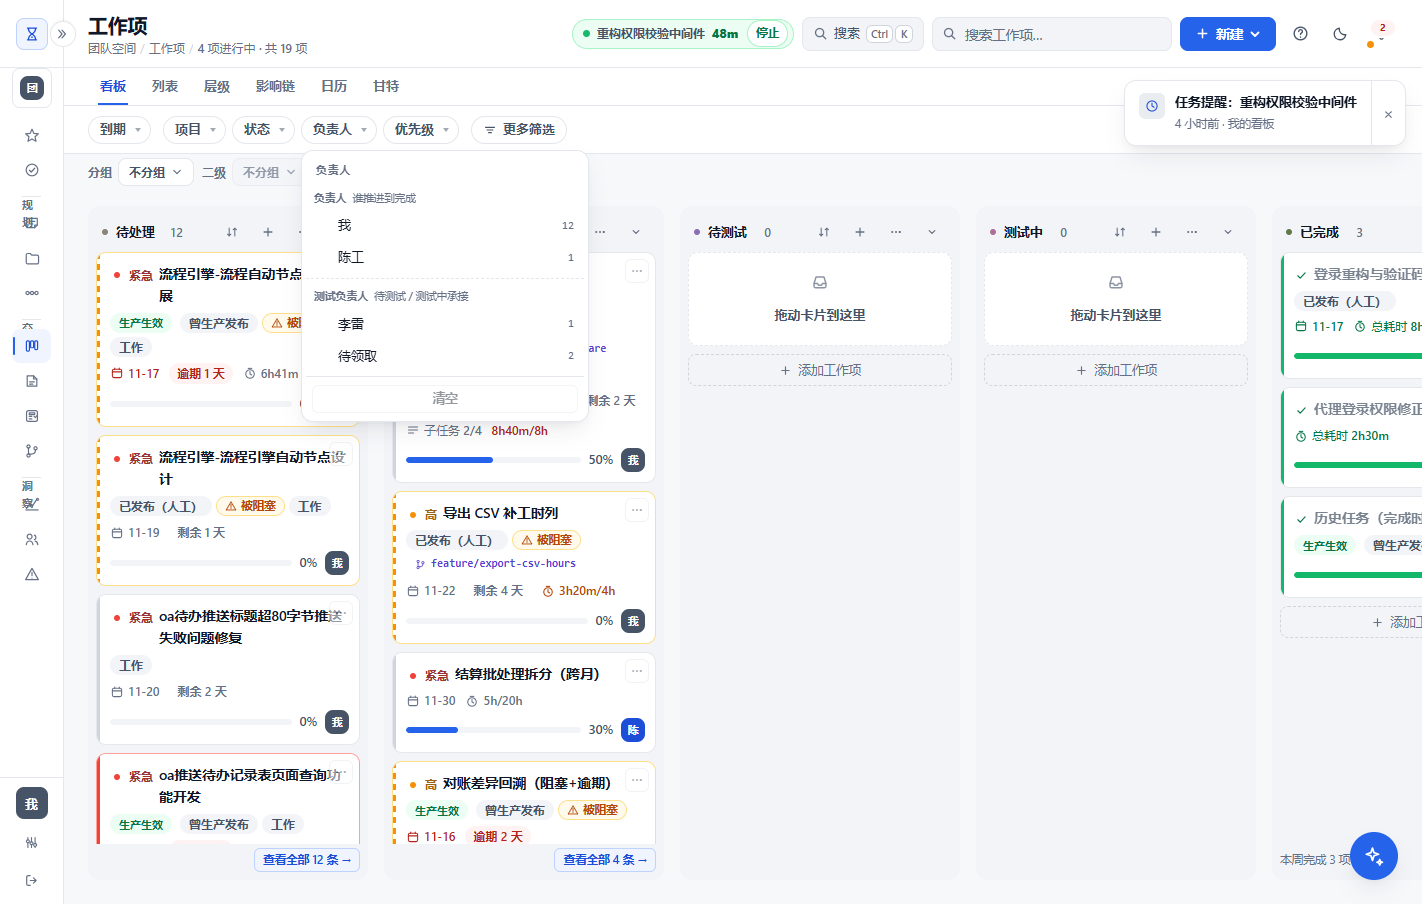 工作项
团队空间 / 工作项 / 4 项进行中 · 共 19 项
重构权限校验中间件 48m 停止
搜索 Ctrl K
搜索工作项...
新建
2
团
规
划
交
洞
察
我
看板 列表 层级 影响链 日历 甘特
任务提醒：重构权限校验中间件
4 小时前 · 我的看板
到期 项目 状态 负责人 优先级 更多筛选
分组 不分组 二级 不分组
负责人
负责人 谁推进到完成
我 12
陈工 1
测试负责人 待测试 / 测试中承接
李雷 1
待领取 2
清空
待处理 12
紧急 流程引擎-流程自动节点
展
生产生效 曾生产发布 被阻
工作
11-17 逾期 1 天 6h41m
紧急 流程引擎-流程引擎自动节点设
计
已发布（人工） 被阻塞 工作
11-19 剩余 1 天
0% 我
紧急 oa待办推送标题超80字节推送
失败问题修复
工作
11-20 剩余 2 天
0% 我
紧急 oa推送待办记录表页面查询功
能开发
生产生效 曾生产发布 工作
查看全部 12 条 →
are
剩余 2 天
子任务 2/4 8h40m/8h
50% 我
高 导出 CSV 补工时列
已发布（人工） 被阻塞
feature/export-csv-hours
11-22 剩余 4 天 3h20m/4h
0% 我
紧急 结算批处理拆分（跨月）
11-30 5h/20h
30% 陈
高 对账差异回溯（阻塞+逾期）
生产生效 曾生产发布 被阻塞
11-16 逾期 2 天
查看全部 4 条 →
待测试 0
拖动卡片到这里
添加工作项
测试中 0
拖动卡片到这里
添加工作项
已完成 3
登录重构与验证码
已发布（人工）
11-17 总耗时 8h
代理登录权限修正
总耗时 2h30m
历史任务（完成时
生产生效 曾生产发
添加工
本周完成 3 项